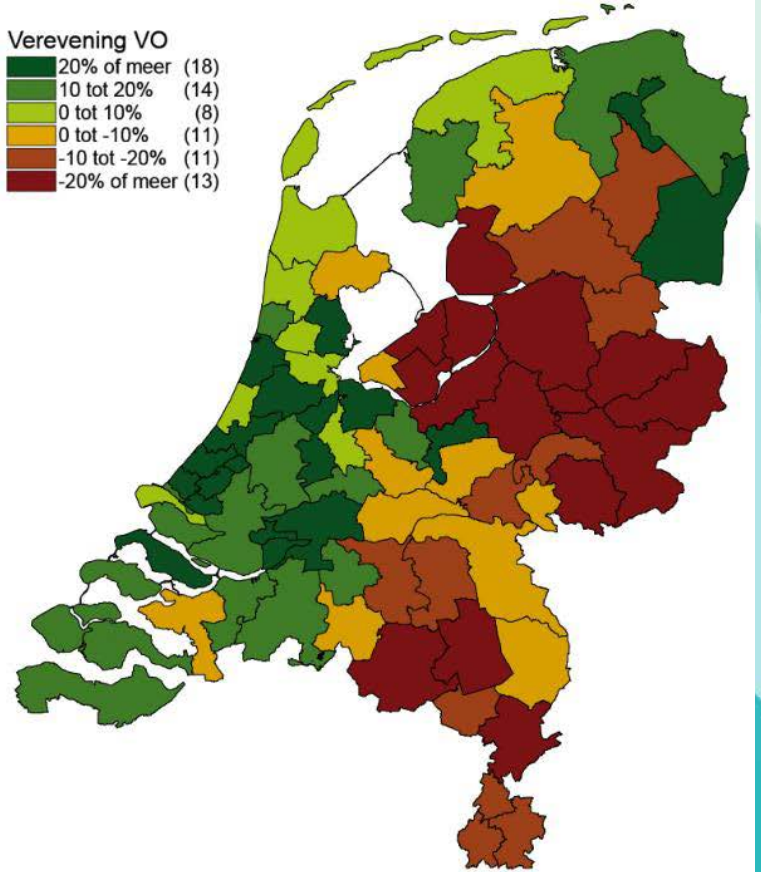 Verevening VO
20% of meer (18)
10 tot 20% (14)
0 tot 10% (8)
0 tot -10% (11)
-10 tot -20% (11)
-20% of meer (13)